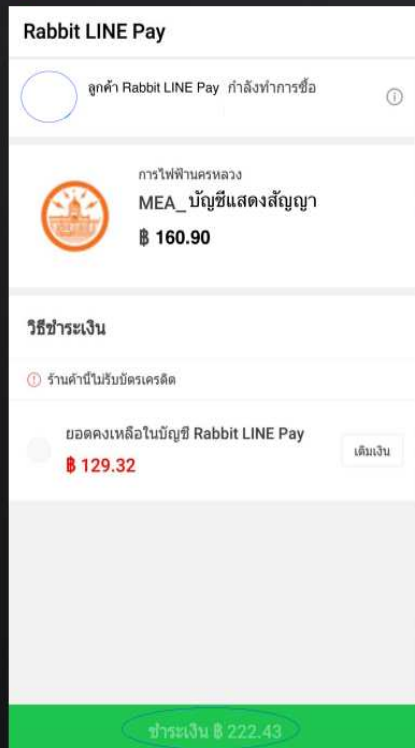 Rabbit LINE Pay
ลูกค้า Rabbit LINE Pay กำลังทำการซื้อ
การไฟฟ้านครหลวง
MEA_บัญชีแสดงสัญญา
฿ 160.90
วิธีชำระเงิน
ร้านค้านี้ไม่รับบัตรเครดิต
ยอดคงเหลือในบัญชี Rabbit LINE Pay
เติมเงิน
฿ 129.32
ชำระเงิน ฿ 222.43